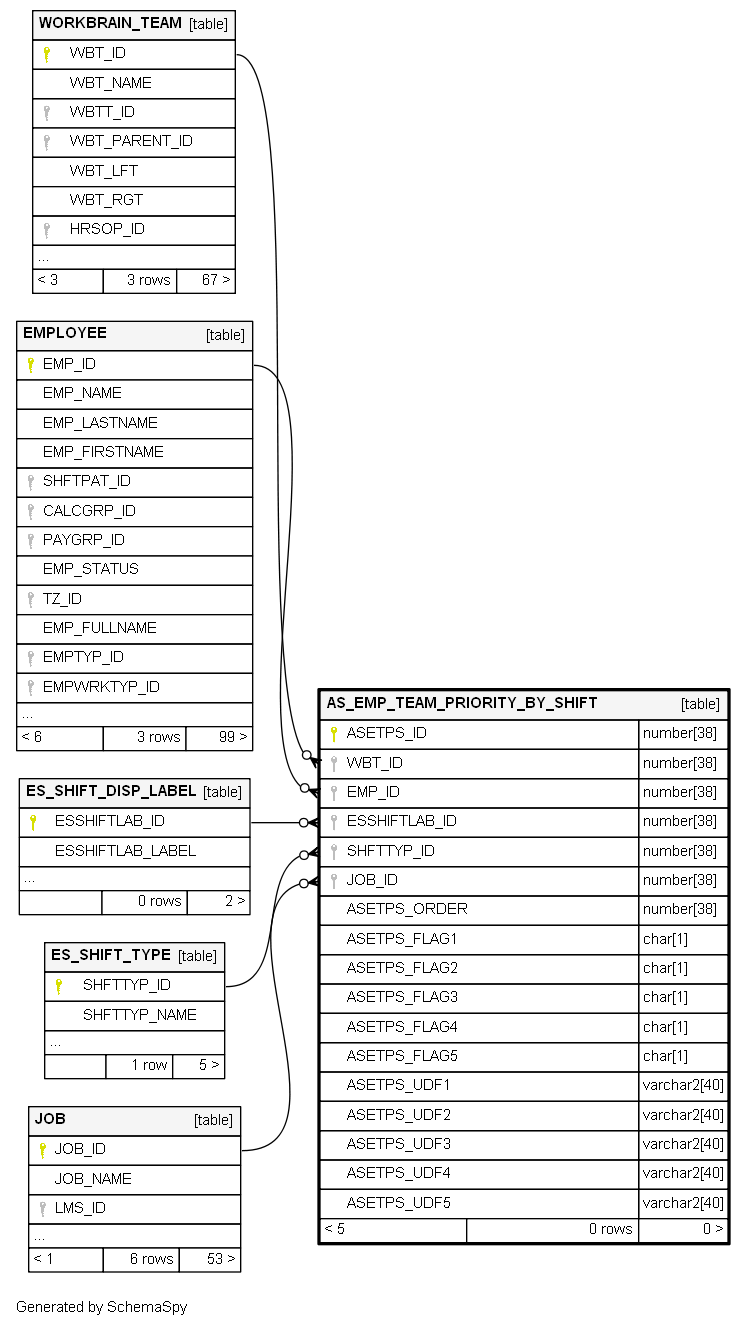 WORKBRAIN_TEAM [table]
WBT_ID
WBT_NAME
WBTT_ID
WBT_PARENT_ID
WBT_LFT
WBT_RGT
HRSOP_ID
...
< 3 3 rows 67 >
EMPLOYEE [table]
EMP_ID
EMP_NAME
EMP_LASTNAME
EMP_FIRSTNAME
SHFTPAT_ID
CALCGRP_ID
PAYGRP_ID
EMP_STATUS
TZ_ID
EMP_FULLNAME
EMPTYP_ID
EMPWRKTYP_ID
...
< 6 3 rows 99 >
ES_SHIFT_DISP_LABEL [table]
ESSHIFTLAB_ID
ESSHIFTLAB_LABEL
...
0 rows 2 >
ES_SHIFT_TYPE [table]
SHFTTYP_ID
SHFTTYP_NAME
...
1 row 5 >
JOB [table]
JOB_ID
JOB_NAME
LMS_ID
...
< 1 6 rows 53 >
AS_EMP_TEAM_PRIORITY_BY_SHIFT [table]
ASETPS_ID number[38]
WBT_ID number[38]
EMP_ID number[38]
ESSHIFTLAB_ID number[38]
SHFTTYP_ID number[38]
JOB_ID number[38]
ASETPS_ORDER number[38]
ASETPS_FLAG1 char[1]
ASETPS_FLAG2 char[1]
ASETPS_FLAG3 char[1]
ASETPS_FLAG4 char[1]
ASETPS_FLAG5 char[1]
ASETPS_UDF1 varchar2[40]
ASETPS_UDF2 varchar2[40]
ASETPS_UDF3 varchar2[40]
ASETPS_UDF4 varchar2[40]
ASETPS_UDF5 varchar2[40]
< 5 0 rows 0 >
Generated by SchemaSpy